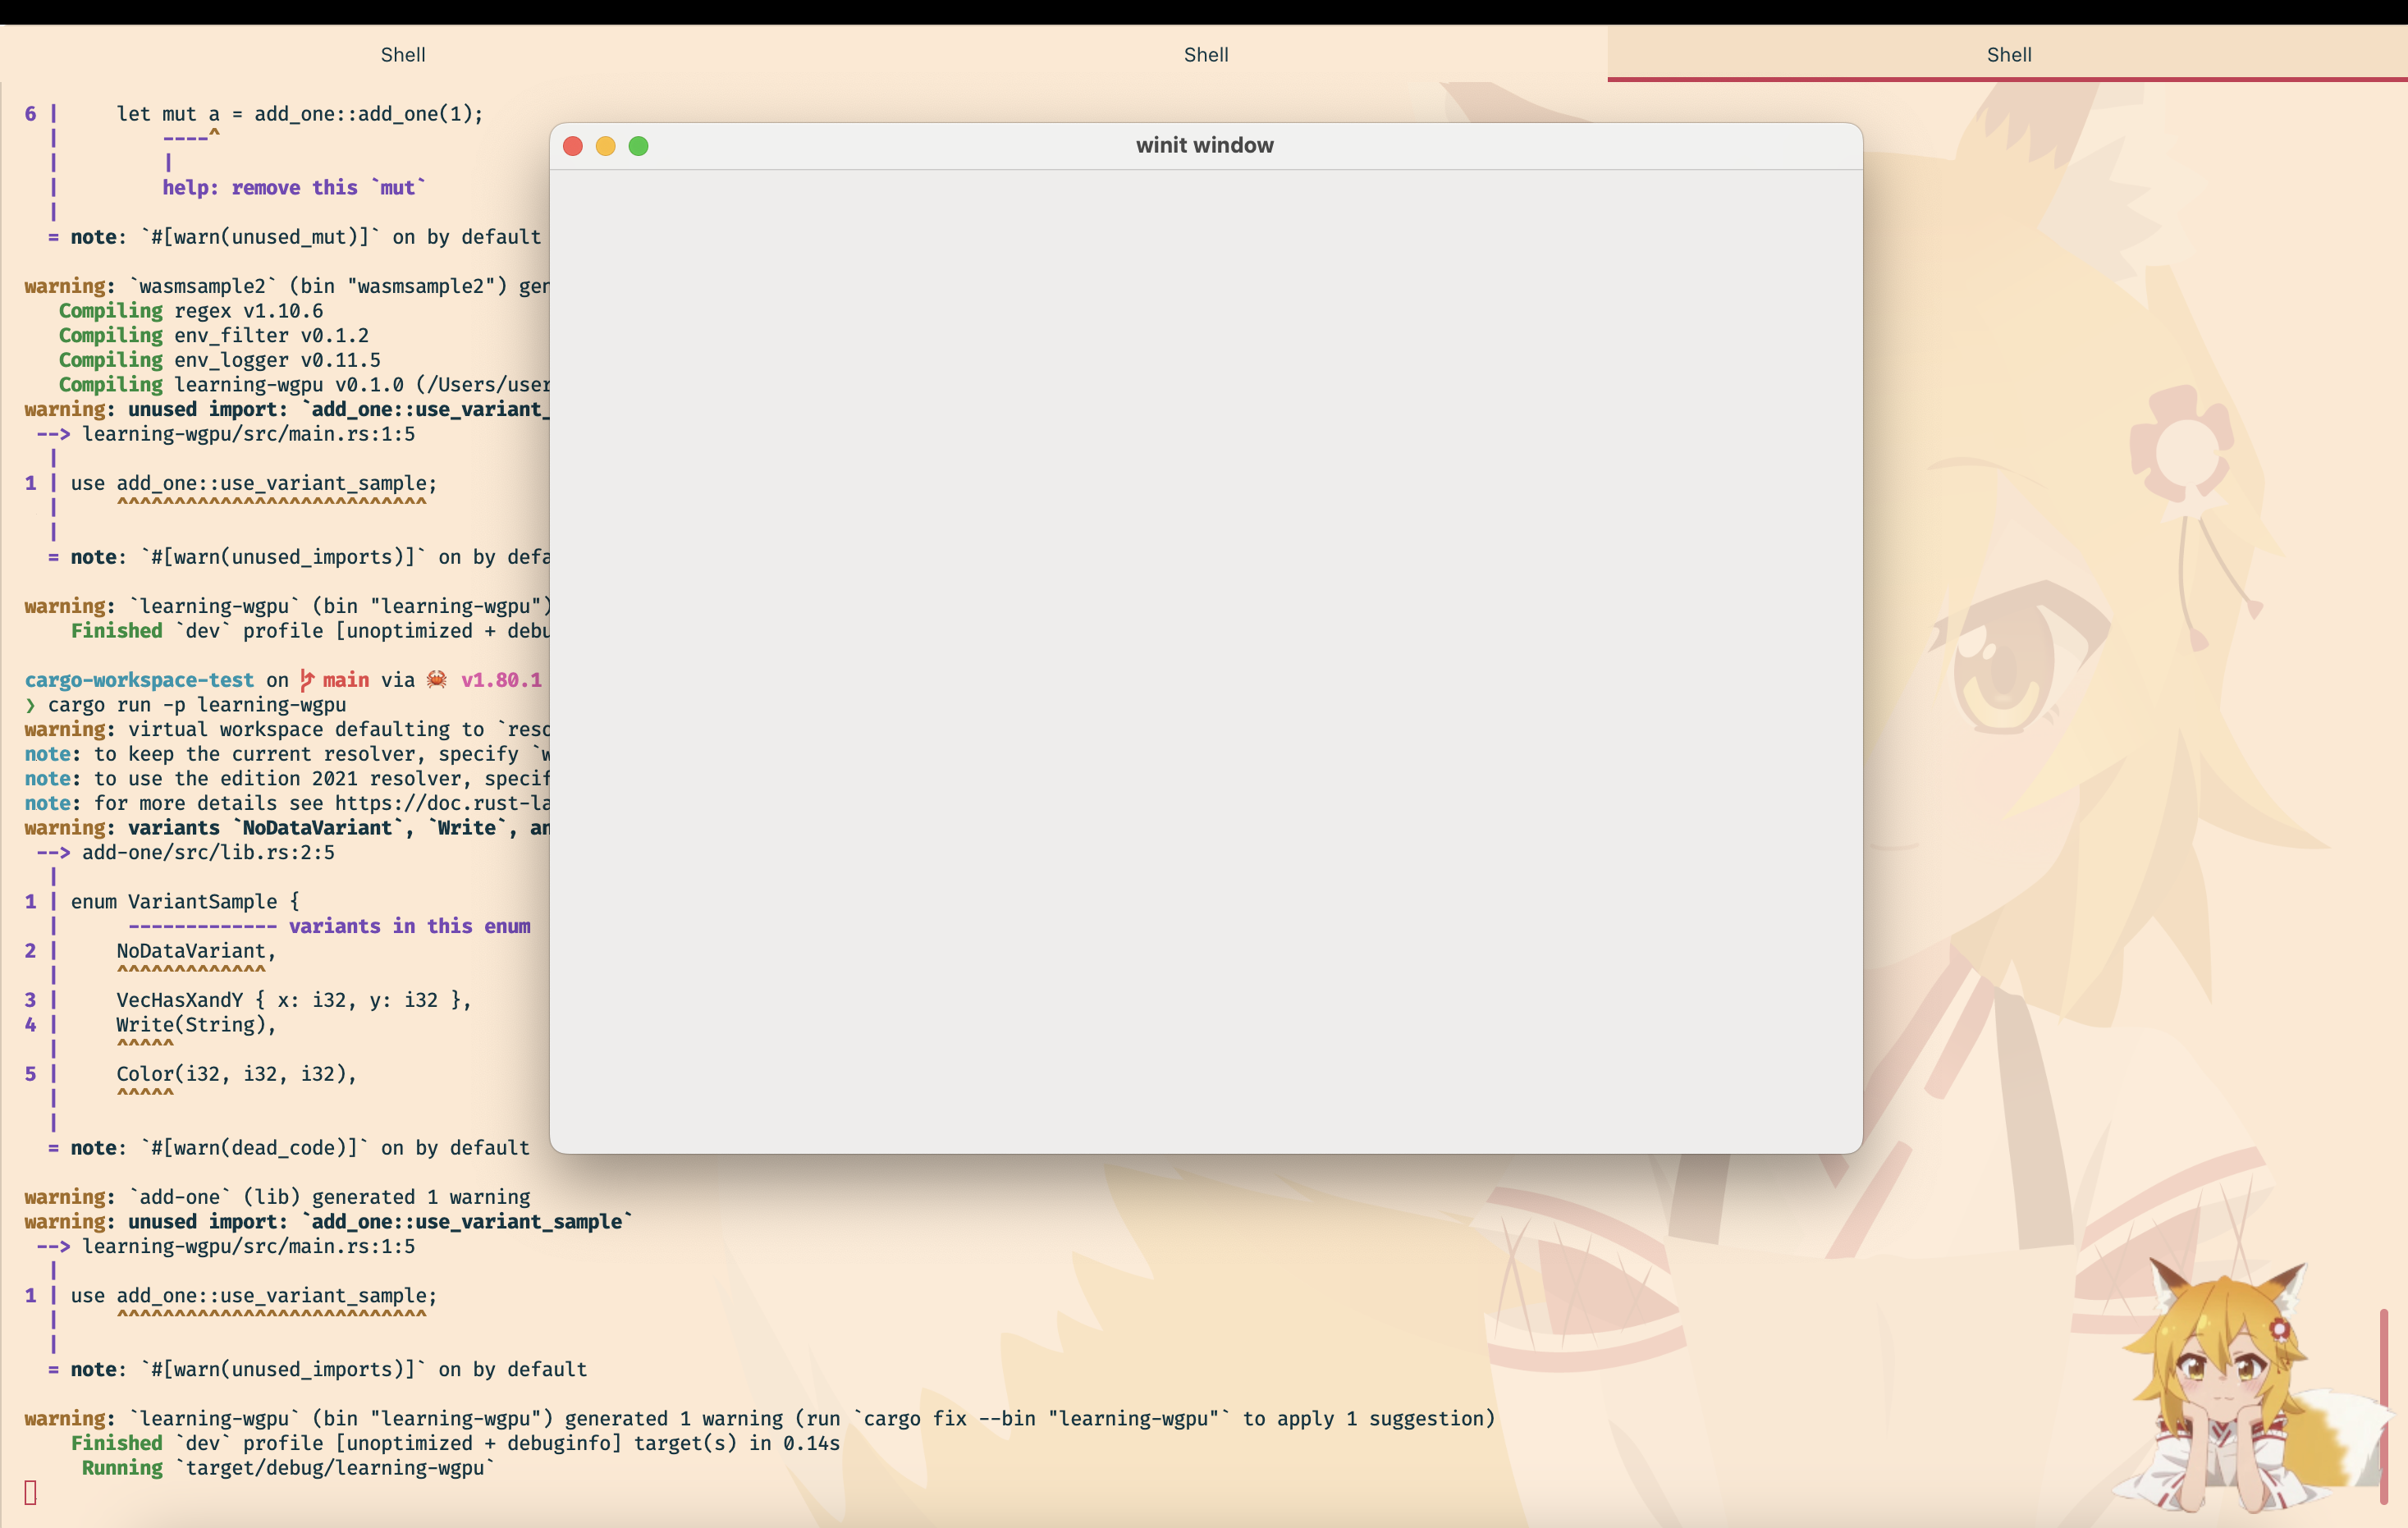 Shell
Shell
Shell
6 |     let mut a = add_one::add_one(1);
  |         ----^
  |         |
  |         help: remove this `mut`
  |
  = note: `#[warn(unused_mut)]` on by default
warning: `wasmsample2` (bin "wasmsample2") gen
   Compiling regex v1.10.6
   Compiling env_filter v0.1.2
   Compiling env_logger v0.11.5
   Compiling learning-wgpu v0.1.0 (/Users/user
warning: unused import: `add_one::use_variant_
 --> learning-wgpu/src/main.rs:1:5
  |
1 | use add_one::use_variant_sample;
  |     ^^^^^^^^^^^^^^^^^^^^^^^^^^^
  |
  = note: `#[warn(unused_imports)]` on by defa
warning: `learning-wgpu` (bin "learning-wgpu")
    Finished `dev` profile [unoptimized + debu
cargo-workspace-test on main via 🦀 v1.80.1
❯ cargo run -p learning-wgpu
warning: virtual workspace defaulting to `reso
note: to keep the current resolver, specify `w
note: to use the edition 2021 resolver, specif
note: for more details see https://doc.rust-la
warning: variants `NoDataVariant`, `Write`, an
 --> add-one/src/lib.rs:2:5
  |
1 | enum VariantSample {
  |      ------------- variants in this enum
2 |     NoDataVariant,
  |     ^^^^^^^^^^^^^
3 |     VecHasXandY { x: i32, y: i32 },
4 |     Write(String),
  |     ^^^^^
5 |     Color(i32, i32, i32),
  |     ^^^^^
  |
  = note: `#[warn(dead_code)]` on by default
warning: `add-one` (lib) generated 1 warning
warning: unused import: `add_one::use_variant_sample`
 --> learning-wgpu/src/main.rs:1:5
  |
1 | use add_one::use_variant_sample;
  |     ^^^^^^^^^^^^^^^^^^^^^^^^^^^
  |
  = note: `#[warn(unused_imports)]` on by default
warning: `learning-wgpu` (bin "learning-wgpu") generated 1 warning (run `cargo fix --bin "learning-wgpu"` to apply 1 suggestion)
    Finished `dev` profile [unoptimized + debuginfo] target(s) in 0.14s
     Running `target/debug/learning-wgpu`
winit window